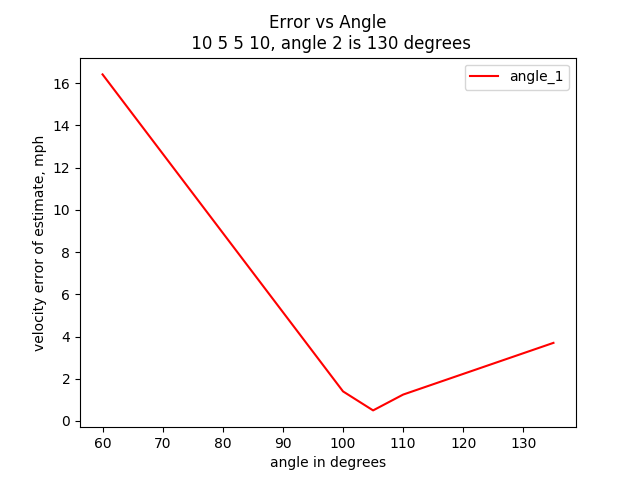 Error vs Angle
10 5 5 10, angle 2 is 130 degrees
angle_1
velocity error of estimate, mph
16
14
12
10
8
6
4
2
0
60 70 80 90 100 110 120 130
angle in degrees